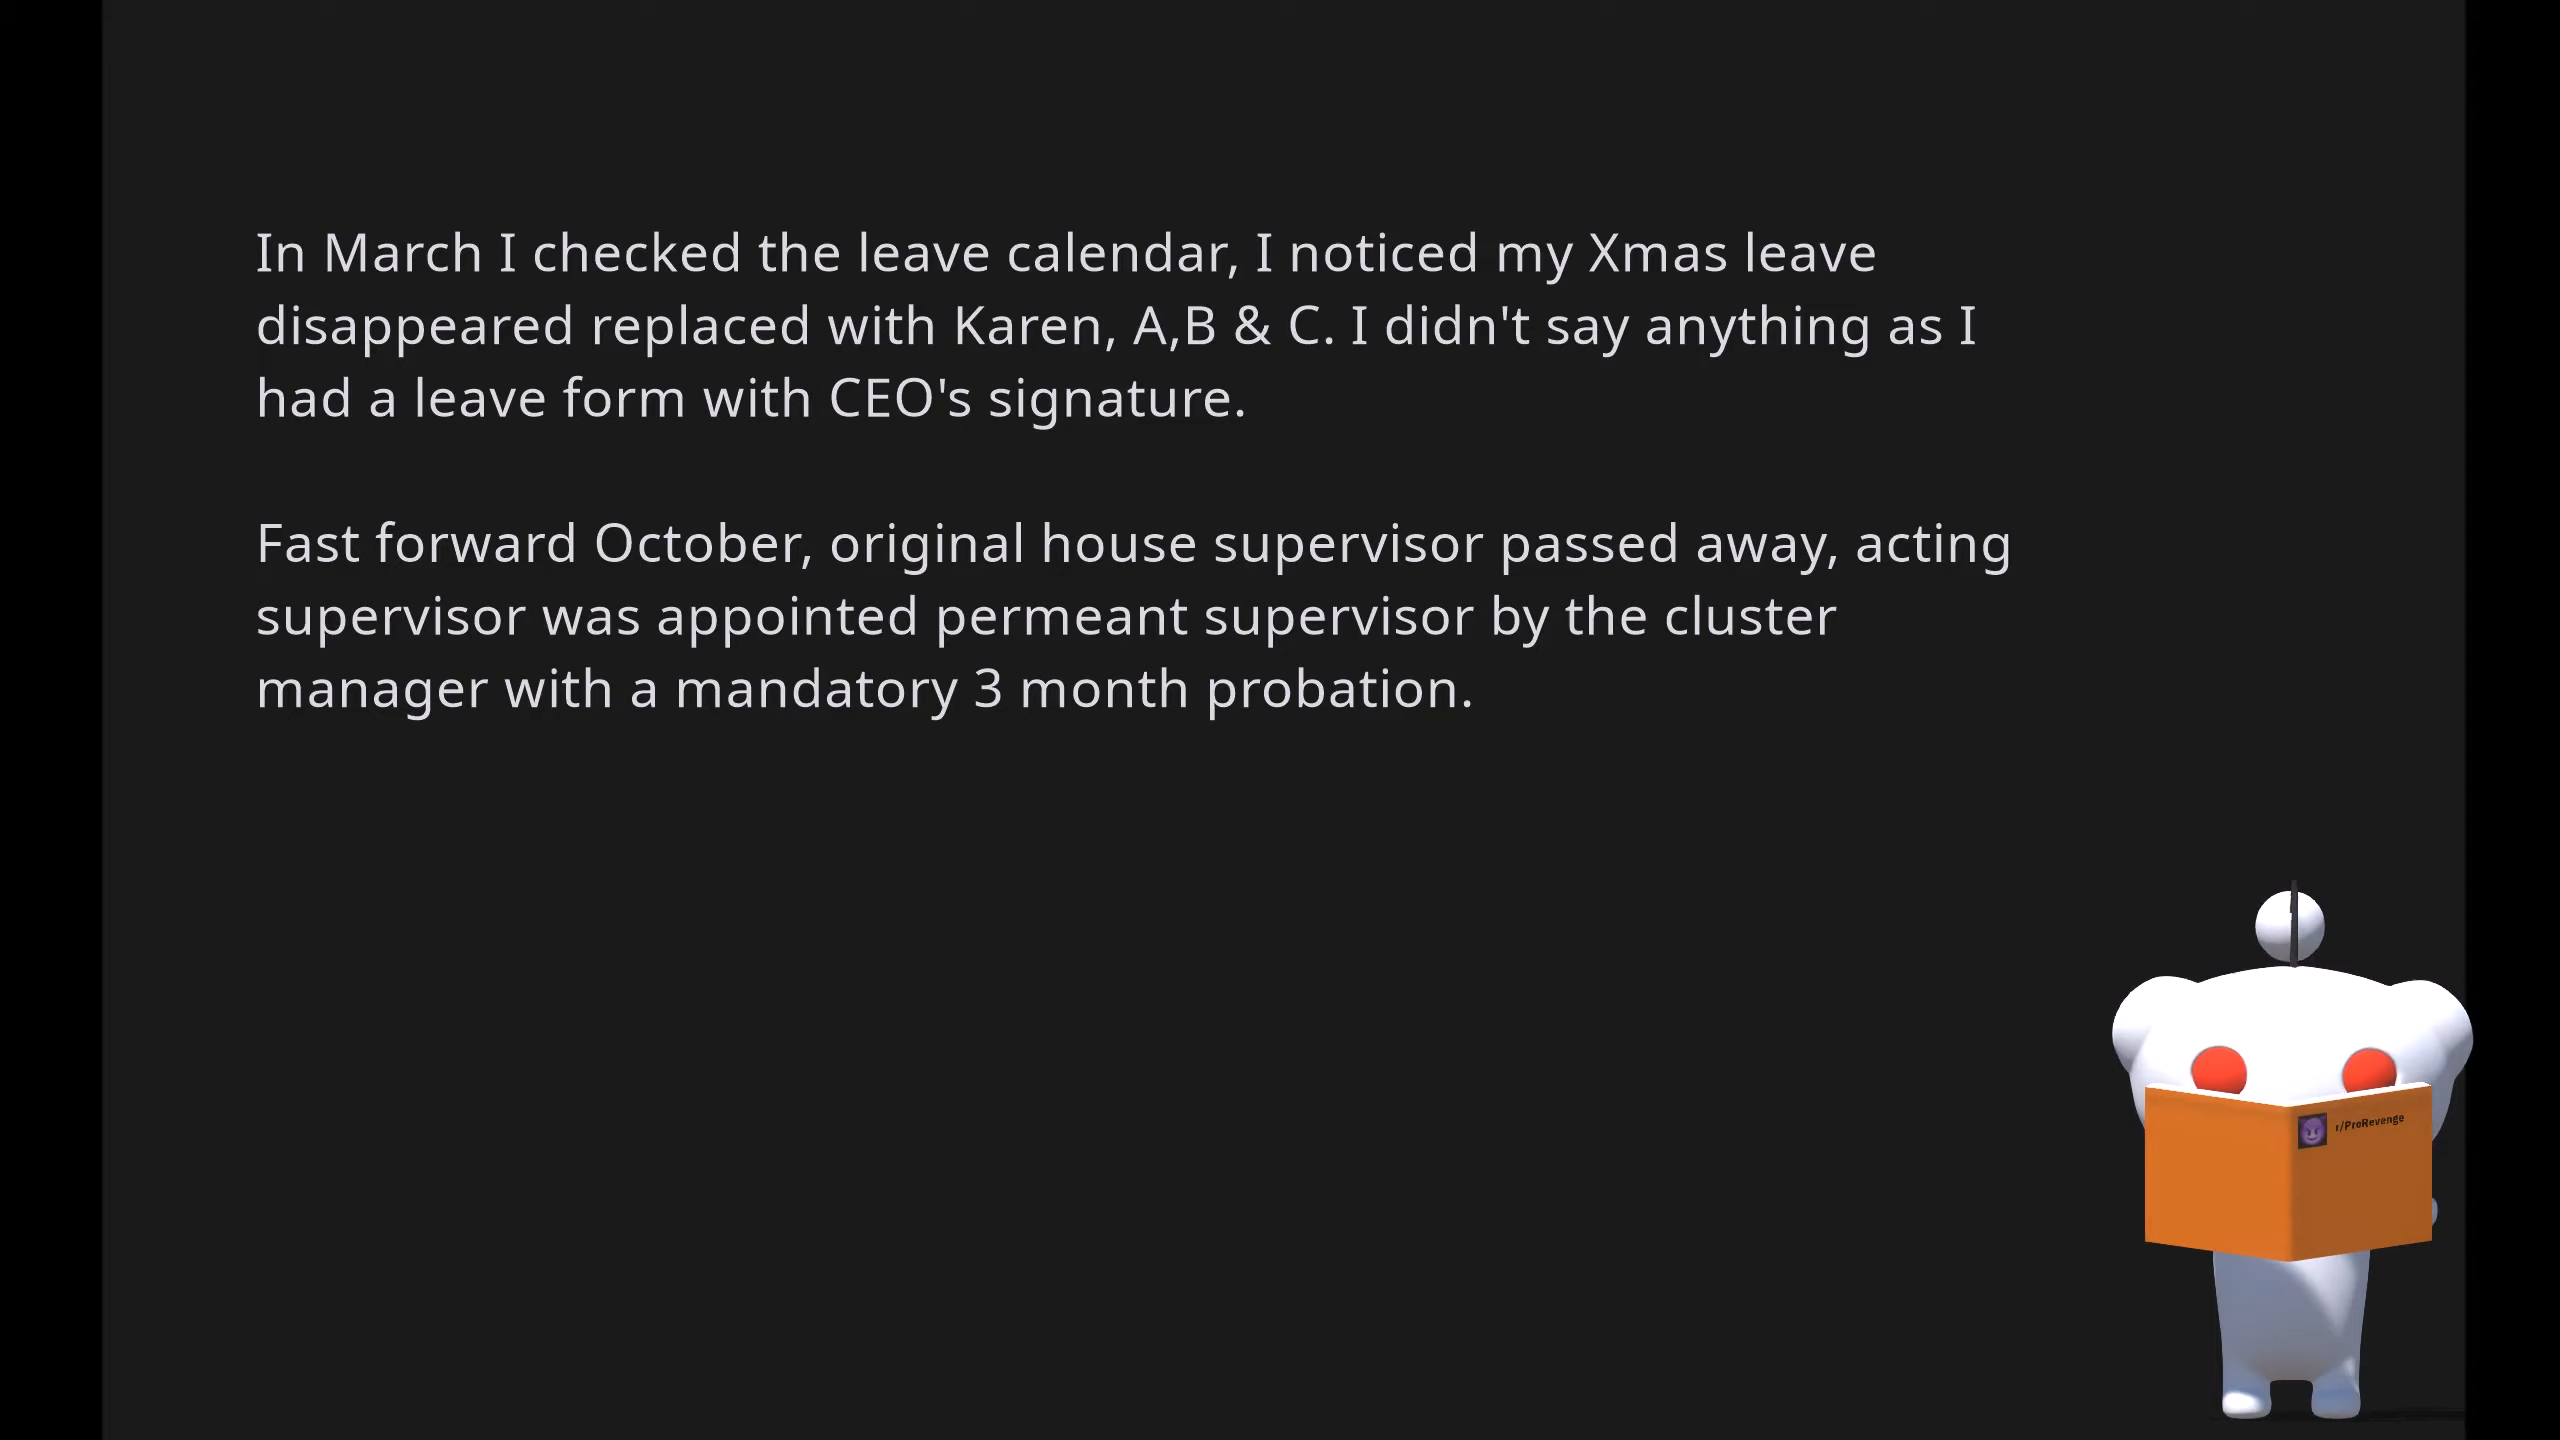 In March I checked the leave calendar, I noticed my Xmas leave
disappeared replaced with Karen, A,B & C. I didn't say anything as I
had a leave form with CEO's signature.
Fast forward October, original house supervisor passed away, acting
supervisor was appointed permeant supervisor by the cluster
manager with a mandatory 3 month probation.
r/ProRevenge